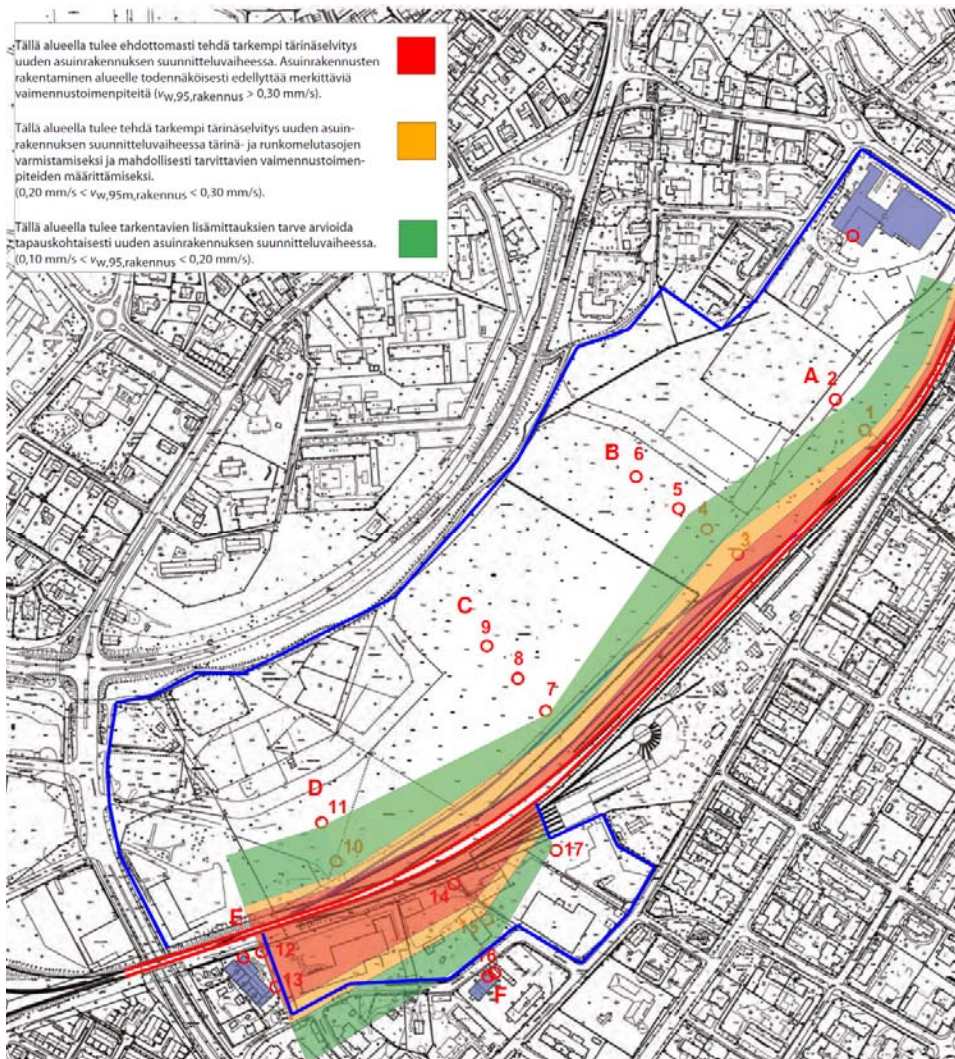 Tällä alueella tulee ehdottomasti tehdä tarkempi tärinäselvitys
uuden asuinrakennuksen suunnitteluvaiheessa. Asuinrakennusten
rakentaminen alueelle todennäköisesti edellyttää merkittäviä
vaimennustoimenpiteitä (vw,95,rakennus > 0,30 mm/s).
Tällä alueella tulee tehdä tarkempi tärinäselvitys uuden asuin-
rakennuksen suunnitteluvaiheessa tärinä- ja runkomelutasojen
varmistamiseksi ja mahdollisesti tarvittavien vaimennustoimen-
piteiden määrittämiseksi.
(0,20 mm/s < vw,95m,rakennus < 0,30 mm/s).
Tällä alueella tulee tarkentavien lisämittauksien tarve arvioida
tapauskohtaisesti uuden asuinrakennuksen suunnitteluvaiheessa.
(0,10 mm/s < vw,95,rakennus < 0,20 mm/s).
A 2
1
B 6
5
4
3
C
9
8
7
D
11
10
17
14
E
15
12
16
13
F